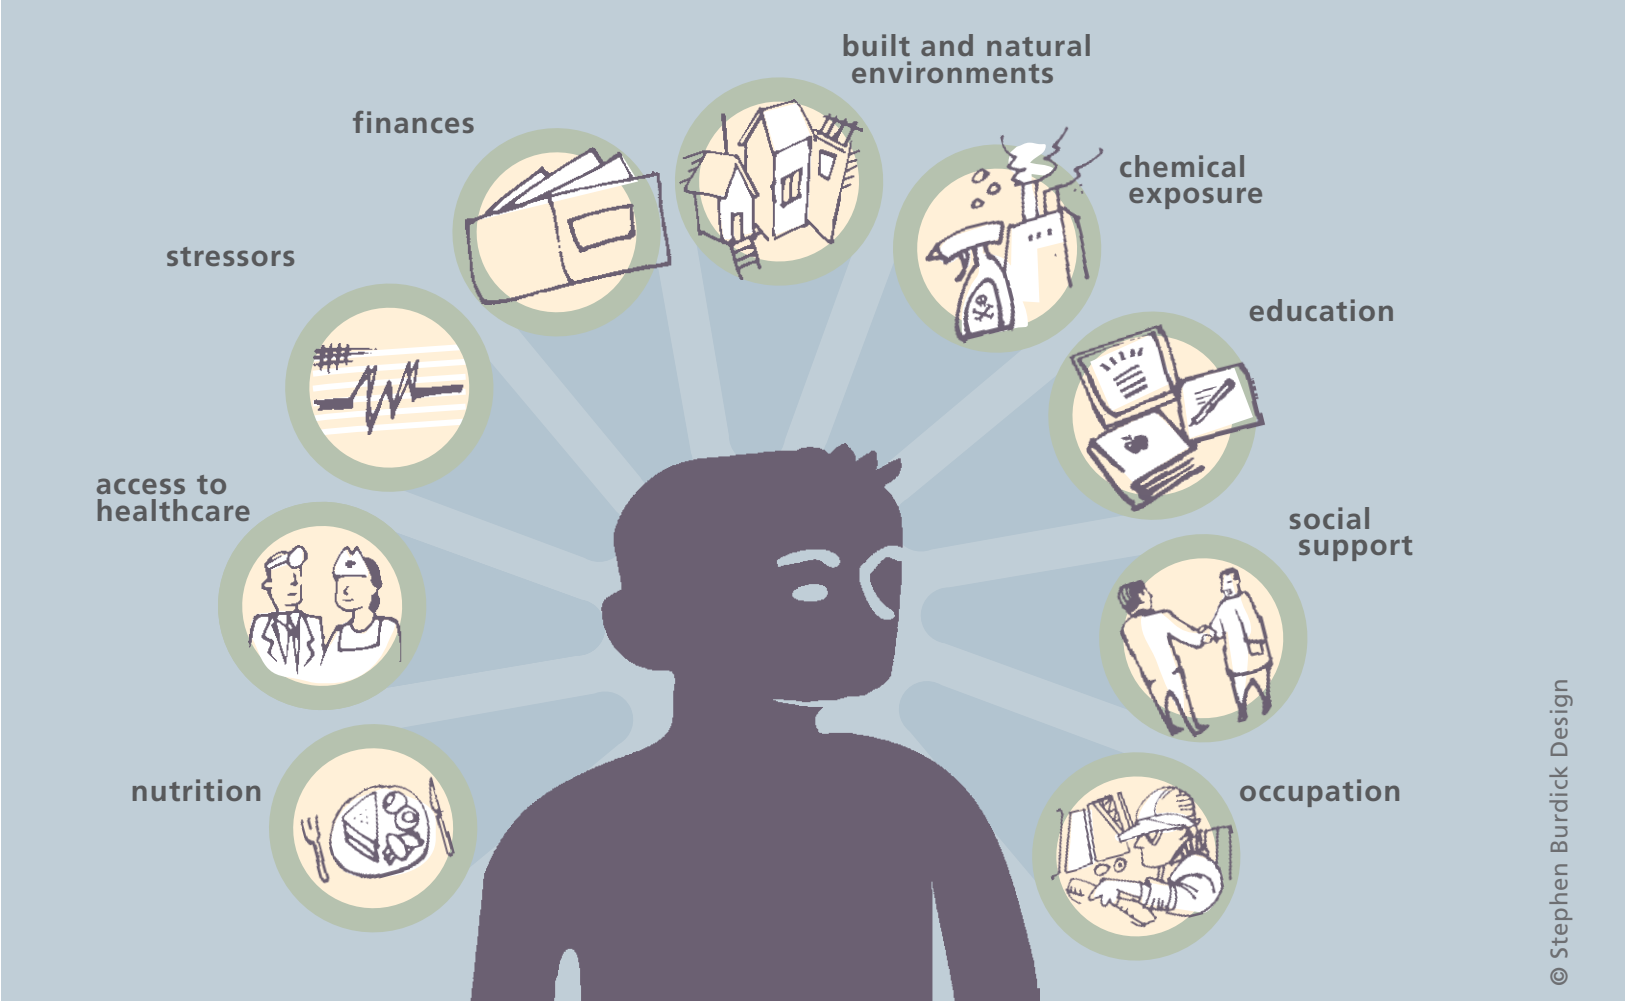 built and natural
environments
finances
chemical
exposure
stressors
education
access to
healthcare
social
support
nutrition
occupation
© Stephen Burdick Design